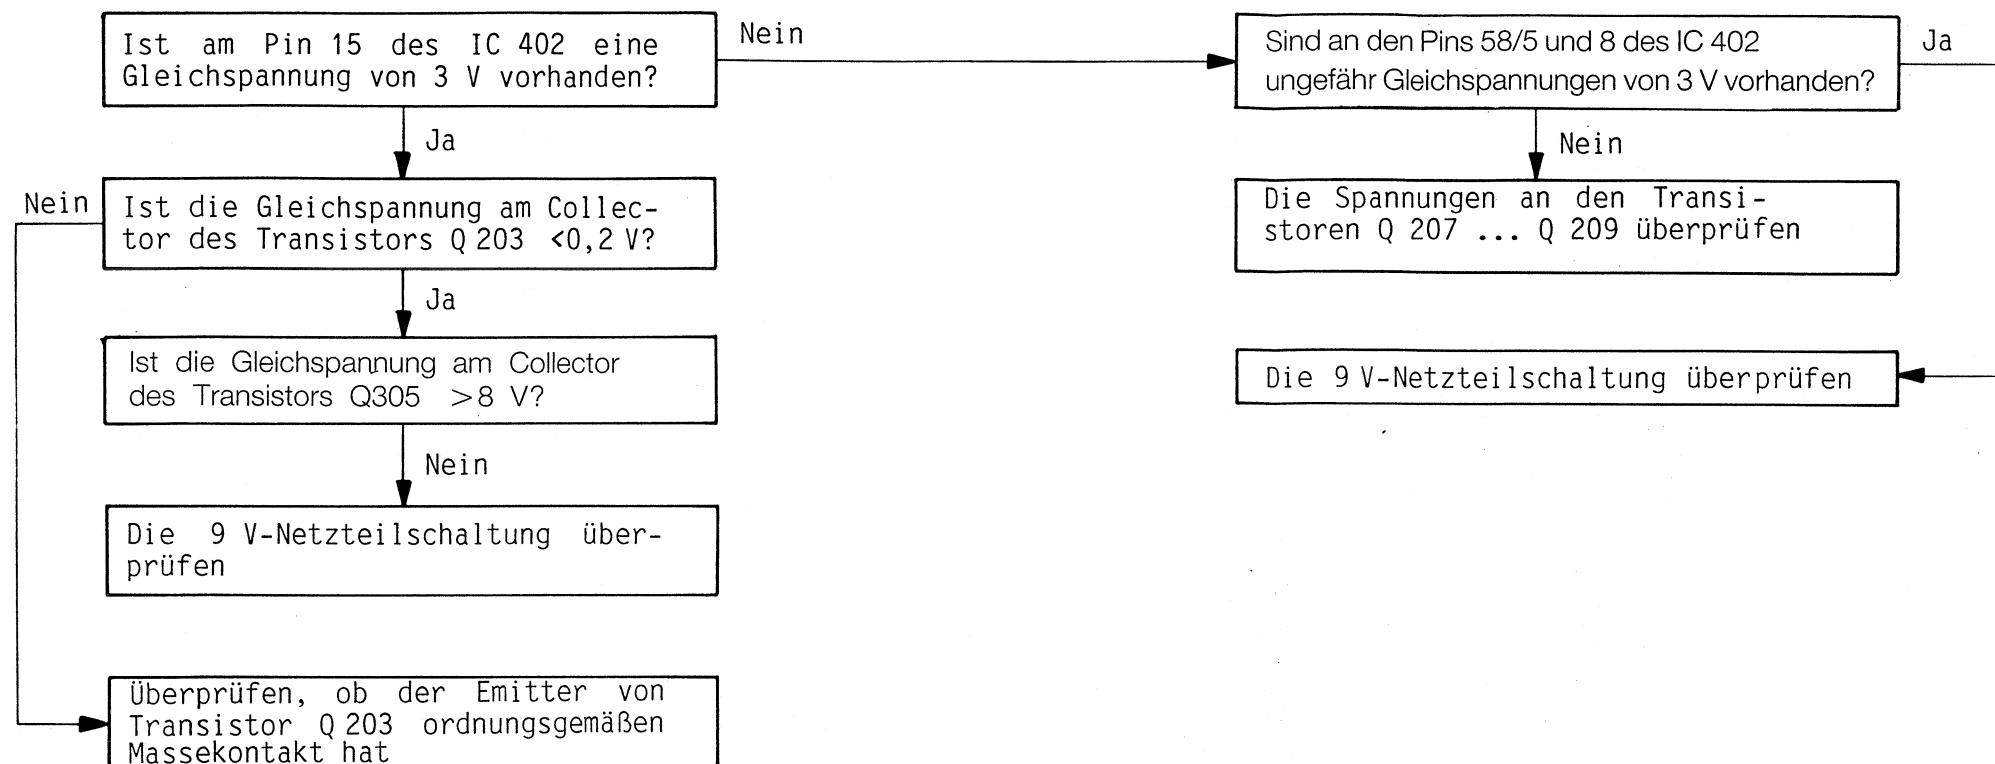 Ist am Pin 15 des IC 402 eine
Gleichspannung von 3 V vorhanden?
Nein
Sind an den Pins 58/5 und 8 des IC 402
ungefähr Gleichspannungen von 3 V vorhanden?
Ja
Ja
Nein
Nein
Ist die Gleichspannung am Collec-
tor des Transistors Q 203 <0,2 V?
Die Spannungen an den Transi-
storen Q 207 ... Q 209 überprüfen
Ja
Ist die Gleichspannung am Collector
des Transistors Q305 >8 V?
Die 9 V-Netzteilschaltung überprüfen
Nein
Die 9 V-Netzteilschaltung über-
prüfen
Überprüfen, ob der Emitter von
Transistor Q 203 ordnungsgemäßen
Massekontakt hat